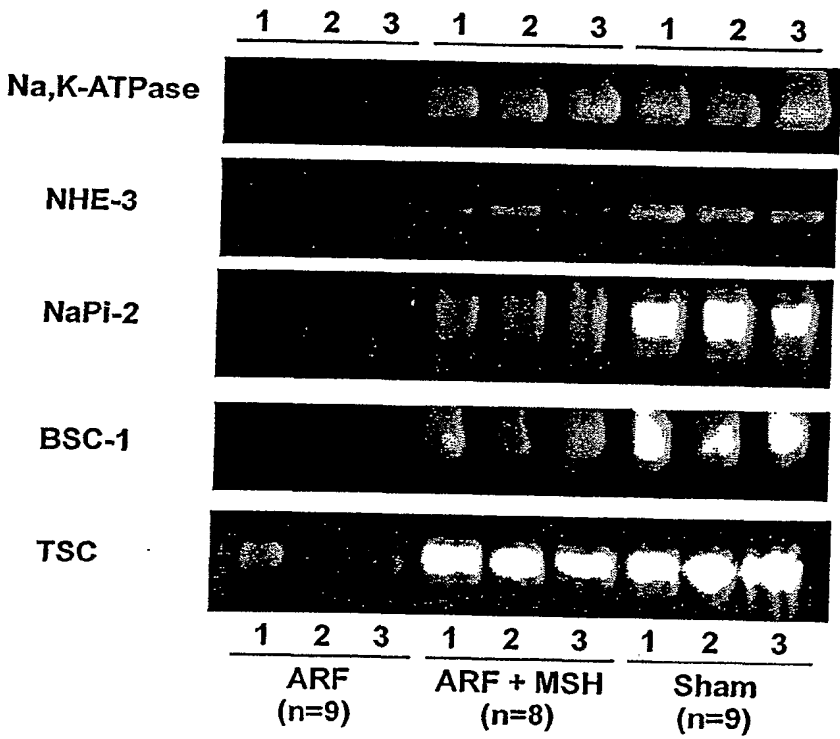 1 2 3 1 2 3 1 2 3
Na,K-ATPase
NHE-3
NaPi-2
BSC-1
TSC
1 2 3 1 2 3 1 2 3
ARF ARF + MSH Sham
(n=9) (n=8) (n=9)